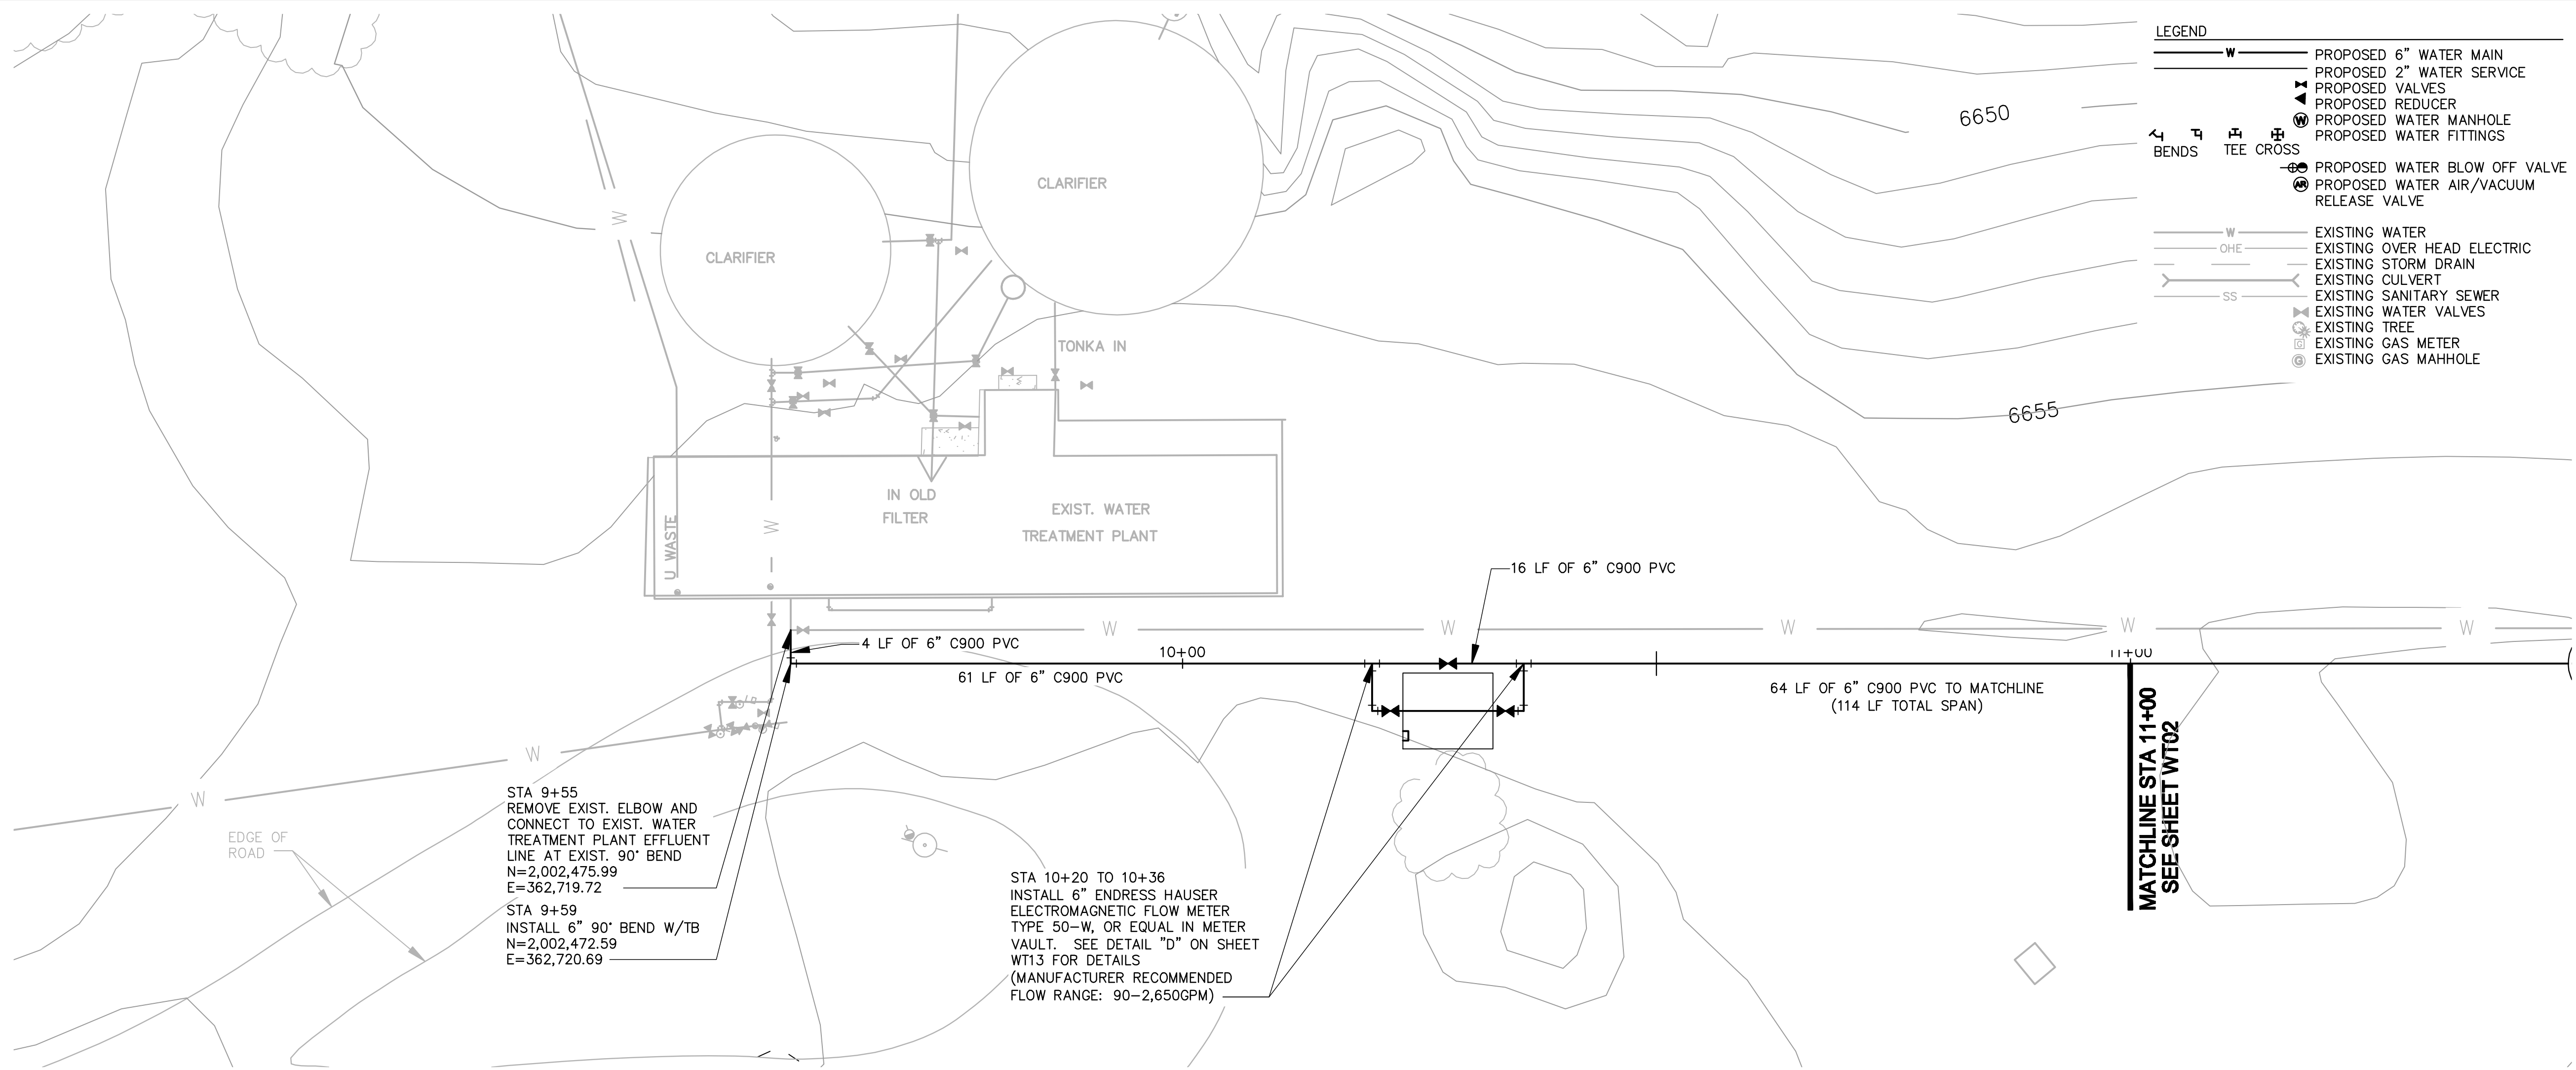 LEGEND
W
PROPOSED 6" WATER MAIN
PROPOSED 2" WATER SERVICE
PROPOSED VALVES
PROPOSED REDUCER
W PROPOSED WATER MANHOLE
PROPOSED WATER FITTINGS
BENDS TEE CROSS
PROPOSED WATER BLOW OFF VALVE
AR PROPOSED WATER AIR/VACUUM
RELEASE VALVE
W EXISTING WATER
OHE EXISTING OVER HEAD ELECTRIC
EXISTING STORM DRAIN
EXISTING CULVERT
SS EXISTING SANITARY SEWER
EXISTING WATER VALVES
EXISTING TREE
G EXISTING GAS METER
G EXISTING GAS MAHHOLE
6650
6655
CLARIFIER
CLARIFIER
W
TONKA IN
IN OLD
FILTER
EXIST. WATER
TREATMENT PLANT
U WASTE
W
16 LF OF 6" C900 PVC
W
W
W
W
W
4 LF OF 6" C900 PVC
10+00
11+00
61 LF OF 6" C900 PVC
64 LF OF 6" C900 PVC TO MATCHLINE
(114 LF TOTAL SPAN)
MATCHLINE STA 11+00
SEE SHEET WT02
W
W
EDGE OF
ROAD
STA 9+55
REMOVE EXIST. ELBOW AND
CONNECT TO EXIST. WATER
TREATMENT PLANT EFFLUENT
LINE AT EXIST. 90° BEND
N=2,002,475.99
E=362,719.72
STA 9+59
INSTALL 6" 90° BEND W/TB
N=2,002,472.59
E=362,720.69
STA 10+20 TO 10+36
INSTALL 6" ENDRESS HAUSER
ELECTROMAGNETIC FLOW METER
TYPE 50-W, OR EQUAL IN METER
VAULT. SEE DETAIL "D" ON SHEET
WT13 FOR DETAILS
(MANUFACTURER RECOMMENDED
FLOW RANGE: 90-2,650GPM)